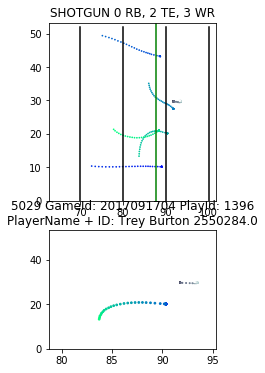 SHOTGUN 0 RB, 2 TE, 3 WR
50
40
30
20
10
0
70 80 90 100
5029 GameId: 2017091704 PlayId: 1396
PlayerName + ID: Trey Burton 2550284.0
40
20
0
80 85 90 95